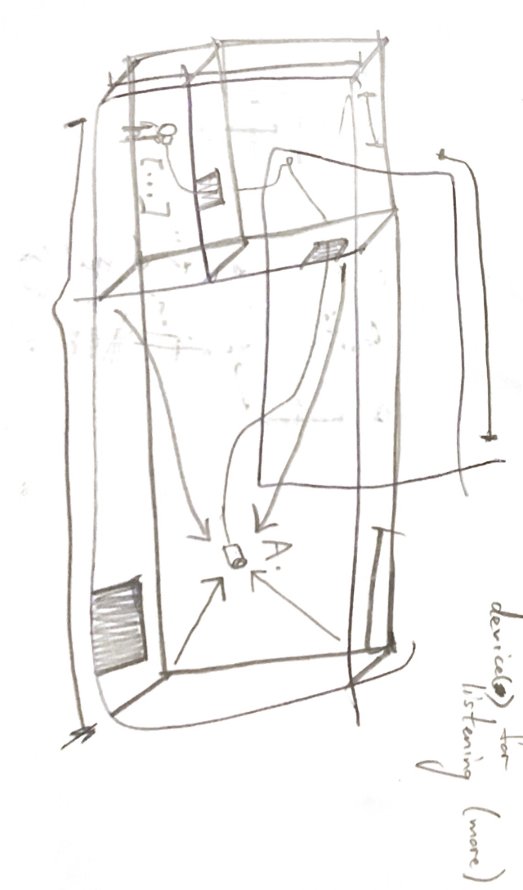 device(s) for
listening (more)
A.
[...]